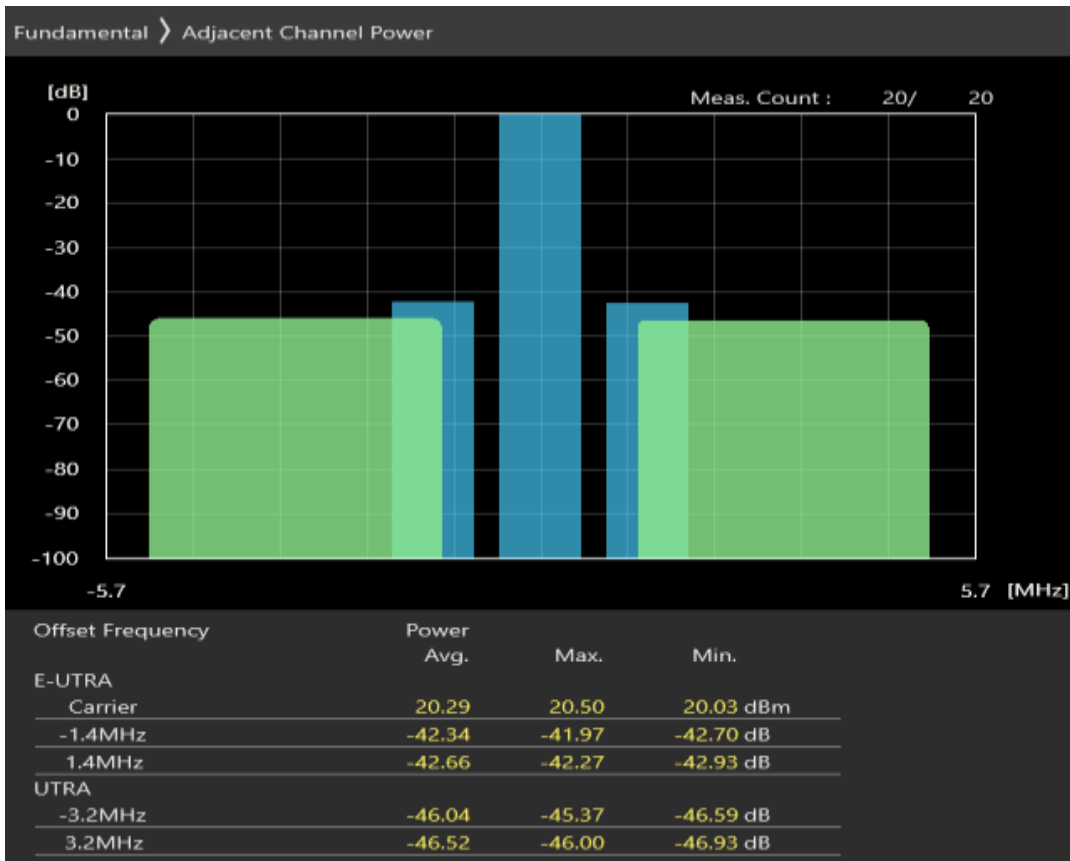 Fundamental 〉 Adjacent Channel Power
[dB]
Meas. Count : 20/ 20
0
-10
-20
-30
-40
-50
-60
-70
-80
-90
-100
-5.7 5.7 [MHz]
Offset Frequency Power
Avg. Max. Min.
E-UTRA
Carrier 20.29 20.50 20.03 dBm
-1.4MHz -42.34 -41.97 -42.70 dB
1.4MHz -42.66 -42.27 -42.93 dB
UTRA
-3.2MHz -46.04 -45.37 -46.59 dB
3.2MHz -46.52 -46.00 -46.93 dB